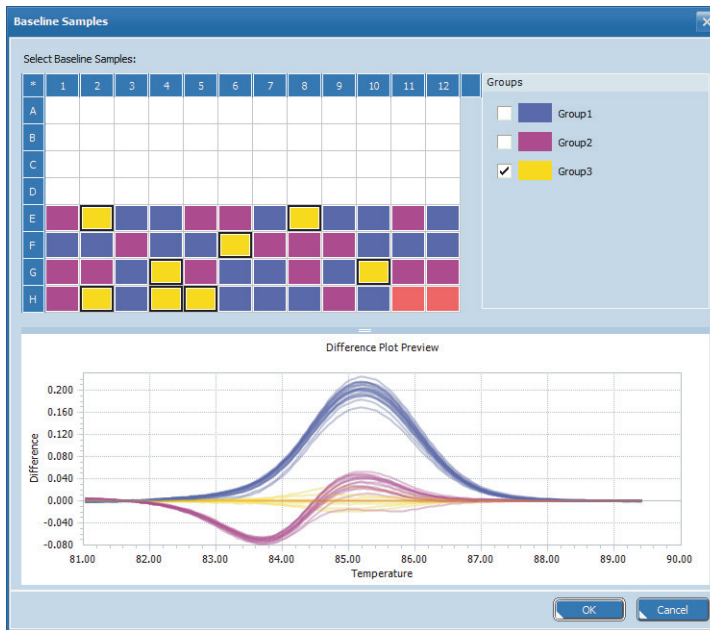 Baseline Samples
Select Baseline Samples:
* 1 2 3 4 5 6 7 8 9 10 11 12
A
B
C
D
E
F
G
H
Groups
Group1
Group2
Group3
Difference Plot Preview
0.200
0.160
0.120
0.080
0.040
0.000
-0.040
-0.080
Difference
81.00 82.00 83.00 84.00 85.00 86.00 87.00 88.00 89.00 90.00
Temperature
OK Cancel